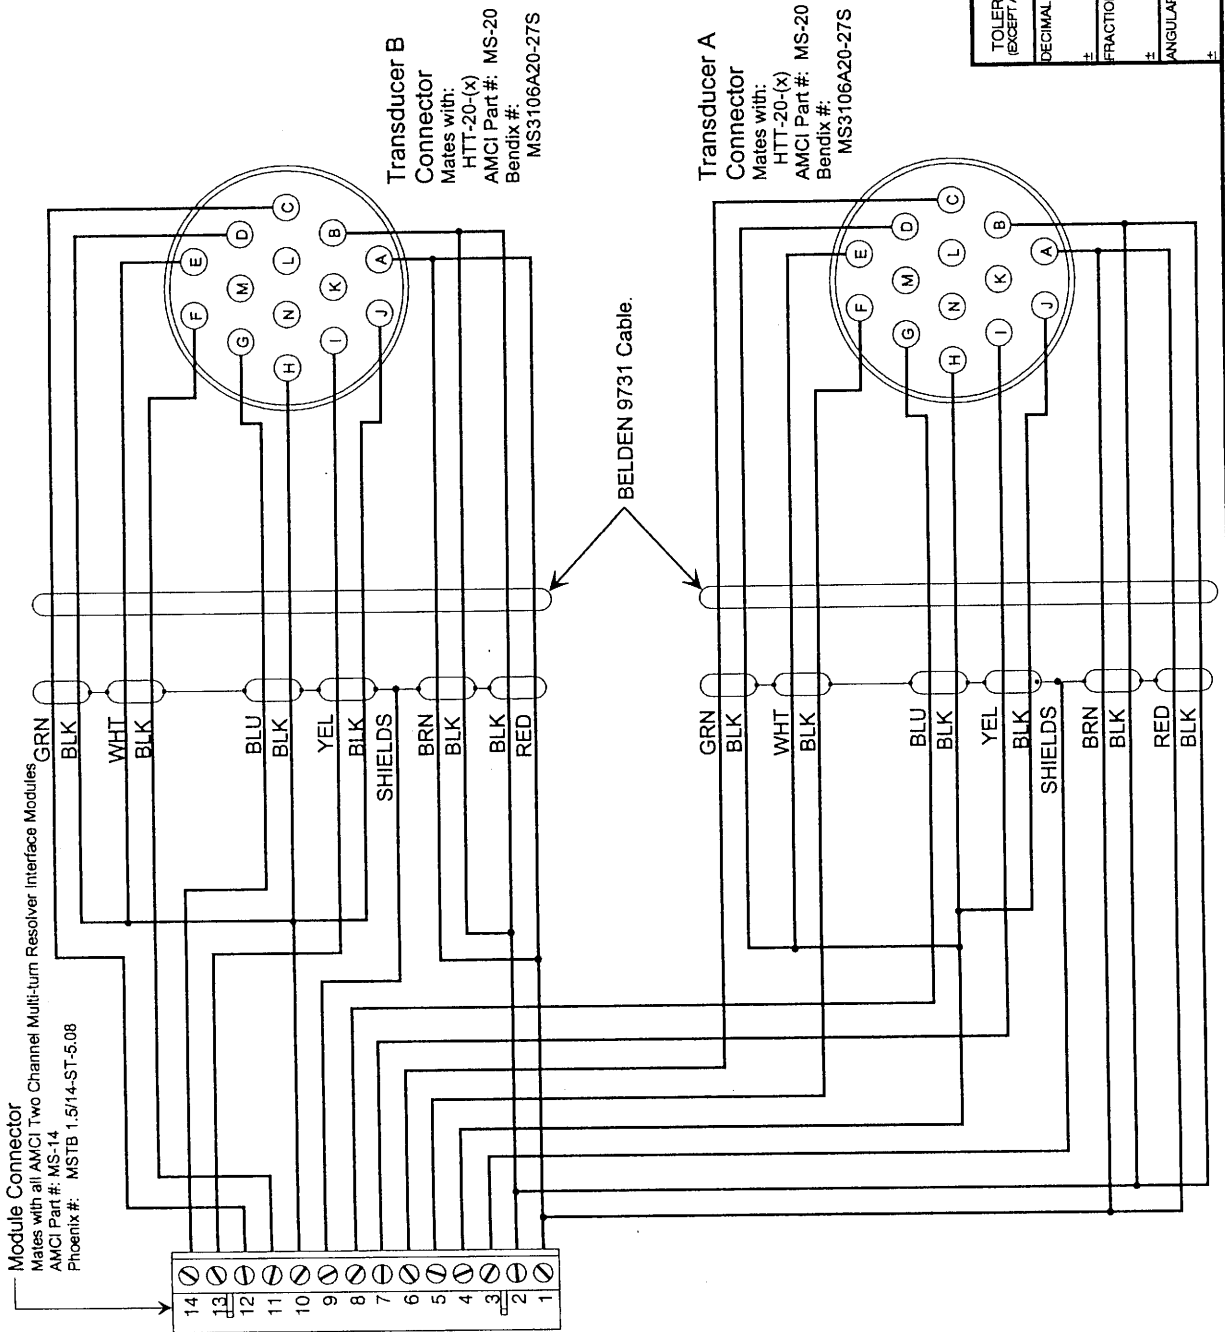 Module Connector
Mates with all AMCI Two Channel Multi-turn Resolver Interface Modules
AMCI Part #: MS-14
Phoenix #: MSTB 1.5/14-ST-5.08
14
13
12
11
10
9
8
7
6
5
4
3
2
1
GRN
BLK
WHT
BLK
BLU
BLK
YEL
BLK
SHIELDS
BRN
BLK
BLK
RED
C
D
E
B
L
M
F
A
K
N
G
J
I
H
Transducer B
Connector
Mates with:
HTT-20-(x)
AMCI Part #: MS-20
Bendix #:
MS3106A20-27S
BELDEN 9731 Cable.
GRN
BLK
WHT
BLK
BLU
BLK
YEL
BLK
SHIELDS
BRN
BLK
RED
BLK
C
D
E
B
L
M
F
A
K
N
G
J
I
H
Transducer A
Connector
Mates with:
HTT-20-(x)
AMCI Part #: MS-20
Bendix #:
MS3106A20-27S
TOLER
(EXCEPT
DECIMAL
±
FRACTIO
±
ANGULAR
±